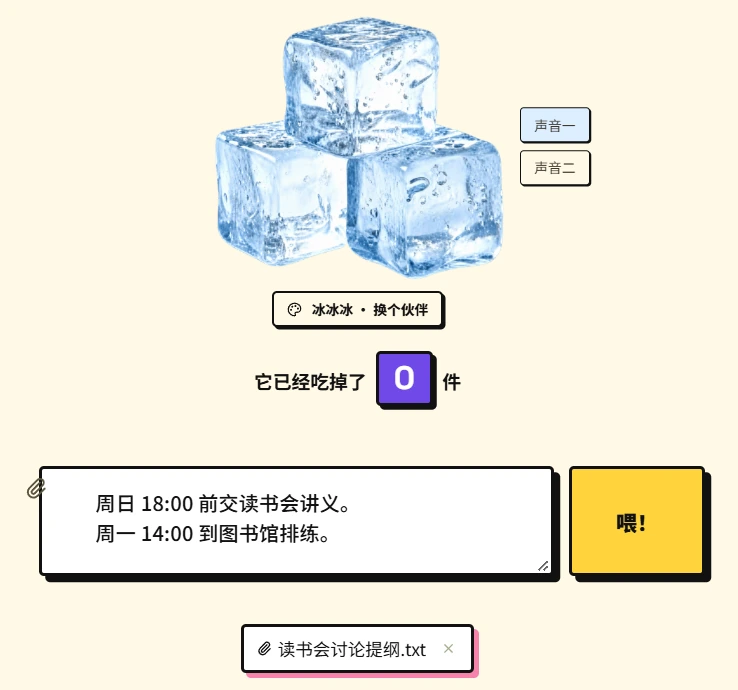 声音一
声音二
冰冰冰 · 换个伙伴
它已经吃掉了 0 件
周日 18:00 前交读书会讲义。
周一 14:00 到图书馆排练。
喂！
读书会讨论提纲.txt ×